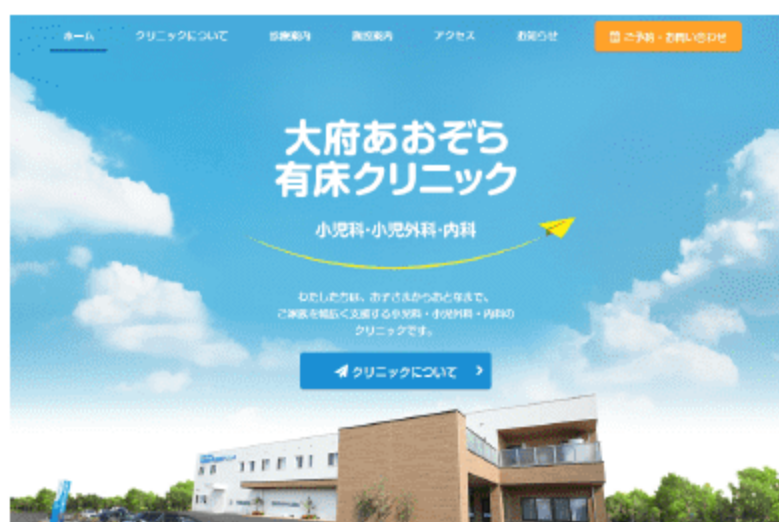 ホーム クリニックについて 診療案内 施設案内 アクセス お知らせ ご予約・お問い合わせ
大府あおぞら
有床クリニック
小児科・小児外科・内科
わたしたちは、お子さまからおとなまで、
ご家族を幅広く支援する小児科・小児外科・内科の
クリニックです。
クリニックについて